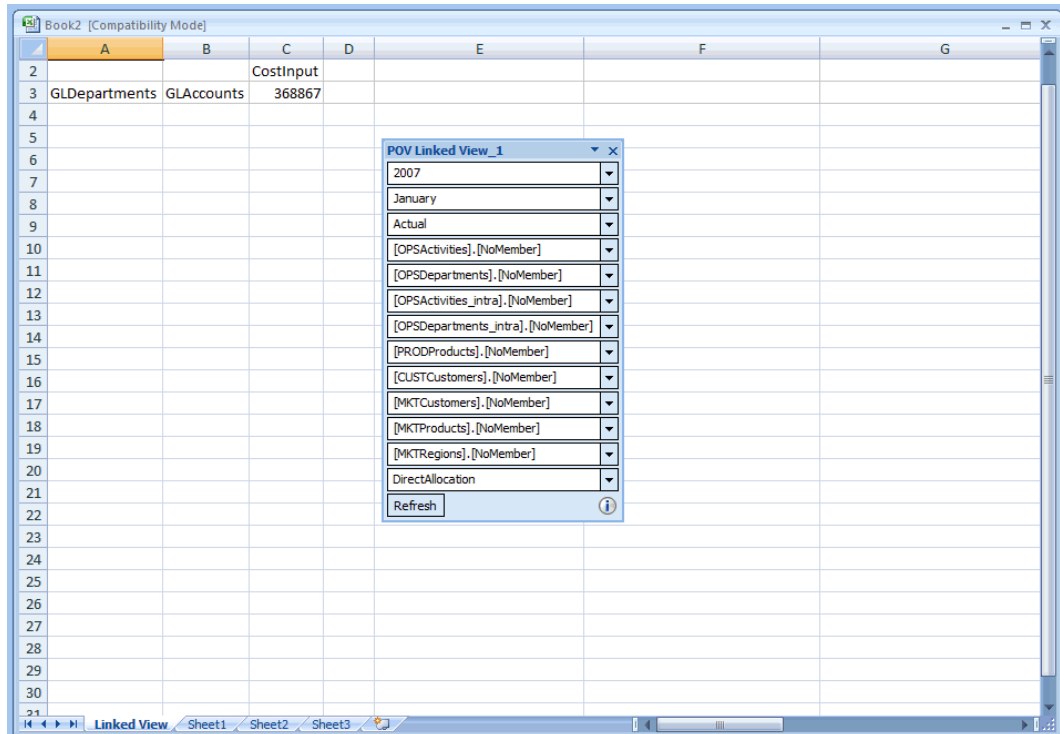 Book2 [Compatibility Mode]
A B C D E F G
2 CostInput
3 GLDepartments GLAccounts 368867
4
5
6
7
8
9
10
11
12
13
14
15
16
17
18
19
20
21
22
23
24
25
26
27
28
29
30
31
POV Linked View_1
2007
January
Actual
[OPSActivities].[NoMember]
[OPSDepartments].[NoMember]
[OPSActivities_intra].[NoMember]
[OPSDepartments_intra].[NoMember]
[PRODProducts].[NoMember]
[CUSTCustomers].[NoMember]
[MKTCustomers].[NoMember]
[MKTProducts].[NoMember]
[MKTRegions].[NoMember]
DirectAllocation
Refresh
Linked View Sheet1 Sheet2 Sheet3